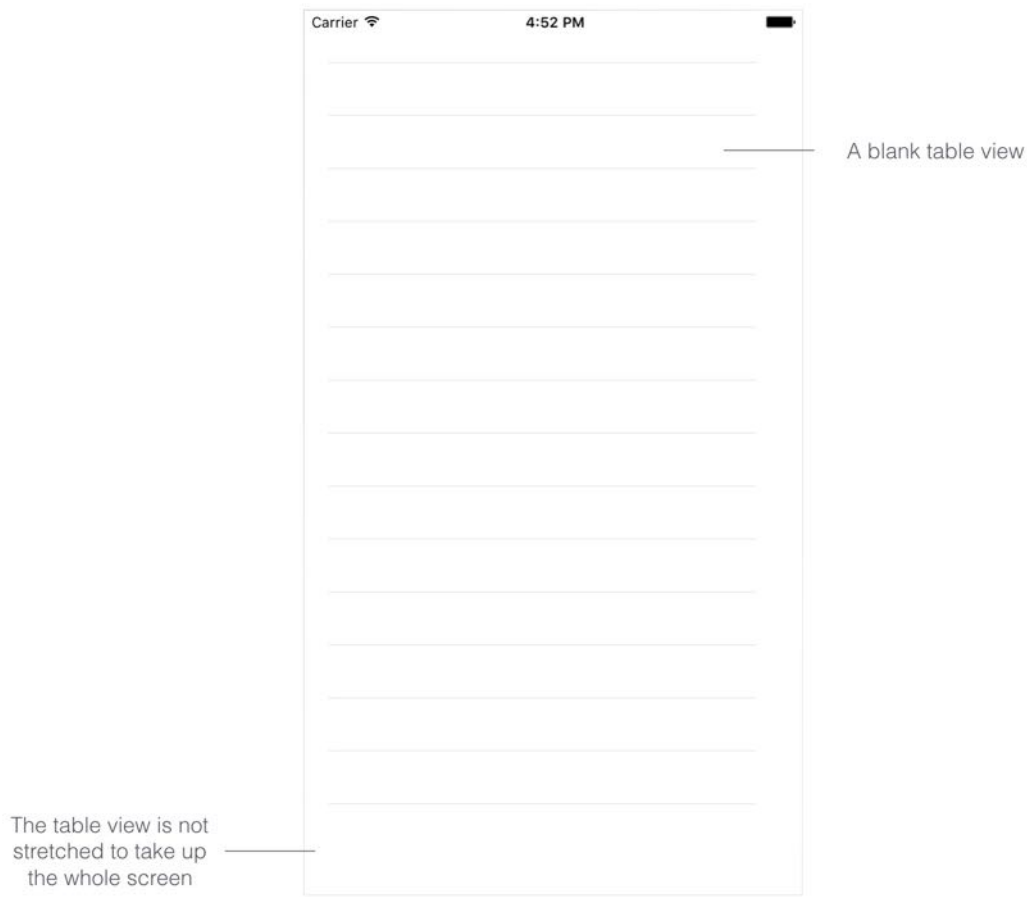 Carrier
4:52 PM
A blank table view
The table view is not
stretched to take up
the whole screen